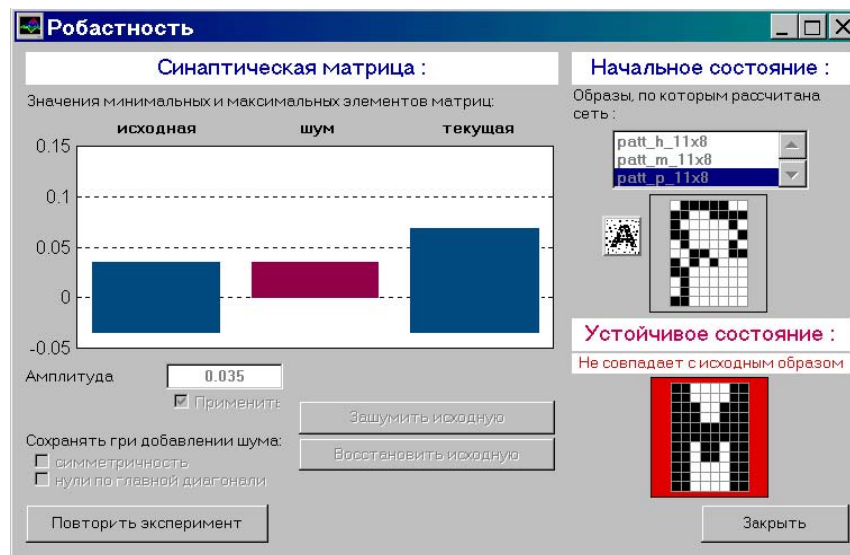 Робастность
Синаптическая матрица :
Значения минимальных и максимальных элементов матриц:
исходная шум текущая
0.15
0.1
0.05
0
-0.05
Амплитуда 0.035
Применить
Зашумить исходную
Сохранять гри добавлении шума:
Восстановить исходную
симметричность
нули по главной диагонали
Повторить эксперимент
Начальное состояние :
Образы, по которым рассчитана
сеть :
patt_h_11x8
patt_m_11x8
patt_p_11x8
A
Устойчивое состояние :
Не совпадает с исходным образом
Закрыть